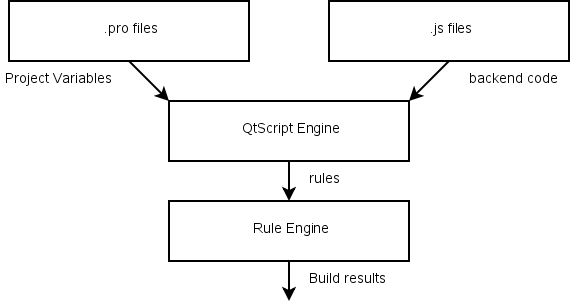 .pro files
.js files
Project Variables
backend code
QtScript Engine
rules
Rule Engine
Build results